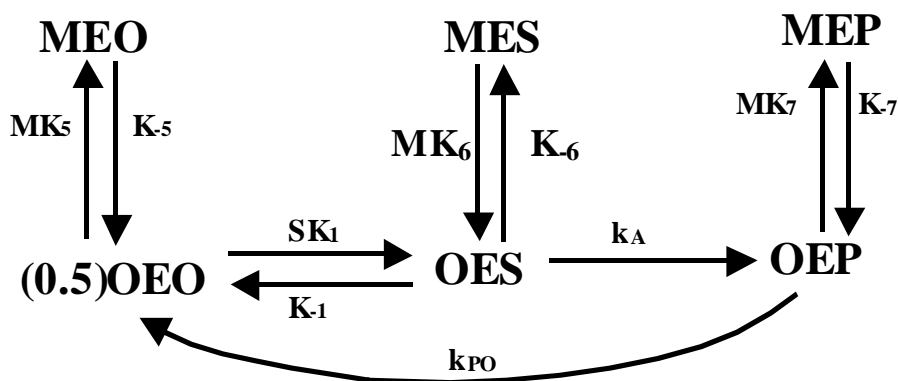 MEO MES MEP
MK5 K-5 MK6 K-6 MK7 K-7
(0.5)OEO SK1 K-1 OES kA OEP
kPO